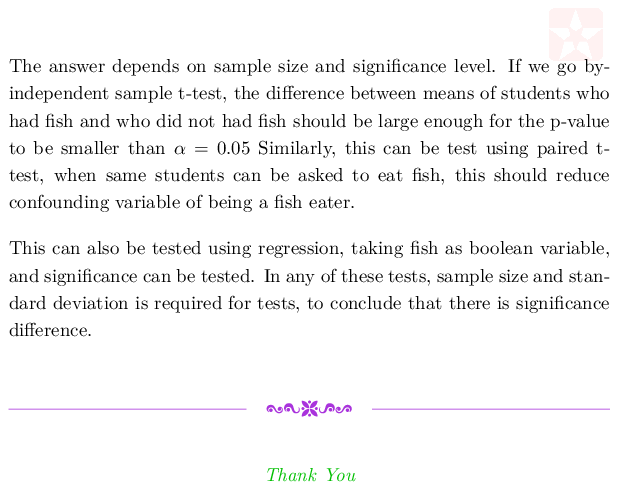 The answer depends on sample size and significance level. If we go by-
independent sample t-test, the difference between means of students who
had fish and who did not had fish should be large enough for the p-value
to be smaller than α = 0.05 Similarly, this can be test using paired t-
test, when same students can be asked to eat fish, this should reduce
confounding variable of being a fish eater.
This can also be tested using regression, taking fish as boolean variable,
and significance can be tested. In any of these tests, sample size and stan-
dard deviation is required for tests, to conclude that there is significance
difference.
Thank You